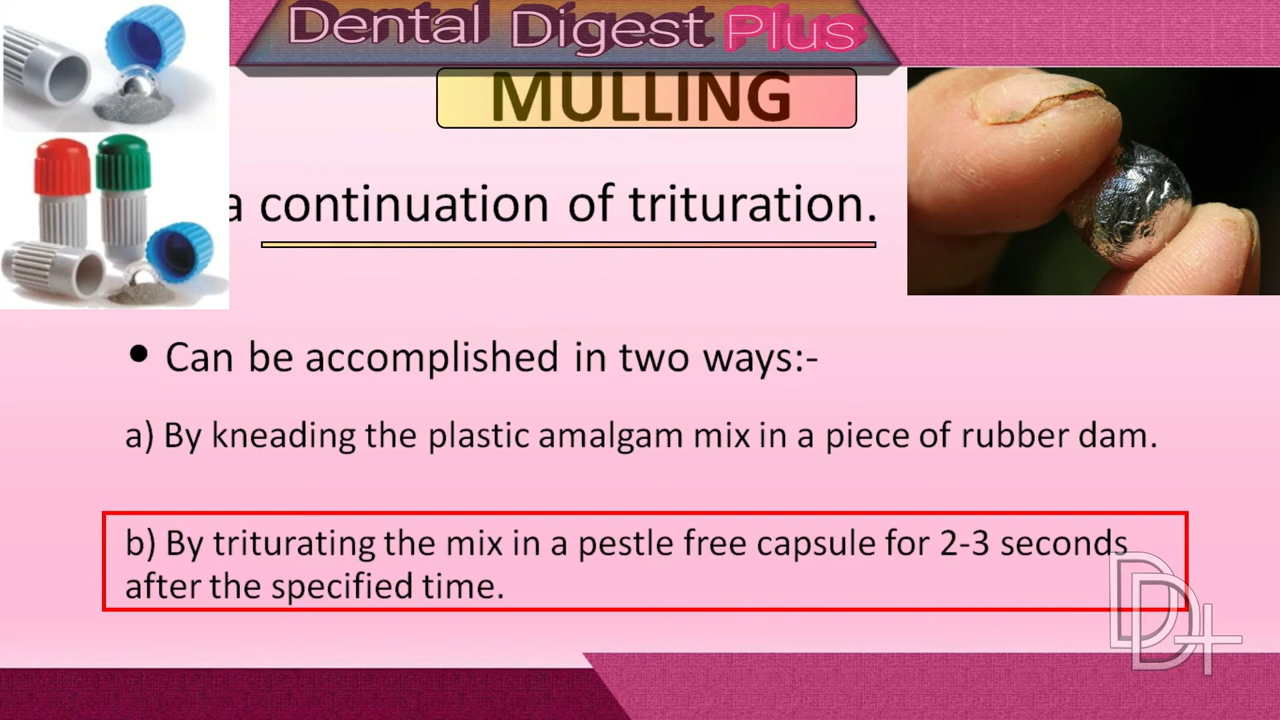 Dental Digest Plus
MULLING
a continuation of trituration.
• Can be accomplished in two ways:-
a) By kneading the plastic amalgam mix in a piece of rubber dam.
b) By triturating the mix in a pestle free capsule for 2-3 seconds
after the specified time.
DD+